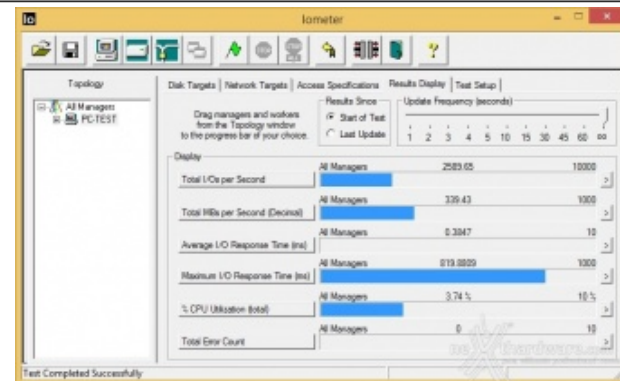 Io
Iometer
Topology
All Managers
PC-TEST
Disk Targets | Network Targets | Access Specifications | Results Display | Test Setup
Drag managers and workers
from the Topology window
to the progress bar of your choice.
Results Since
Start of Test
Last Update
Update Frequency (seconds)
1 2 3 4 5 10 15 30 45 60 ∞
Display
Total I/Os per Second
All Managers 2589.65 10000
Total MBs per Second (Decimal)
All Managers 339.43 1000
Average I/O Response Time (ms)
All Managers 0.3847 10
Maximum I/O Response Time (ms)
All Managers 819.8809 1000
% CPU Utilization (total)
All Managers 3.74 % 10 %
Total Error Count
All Managers 0 10
Test Completed Successfully